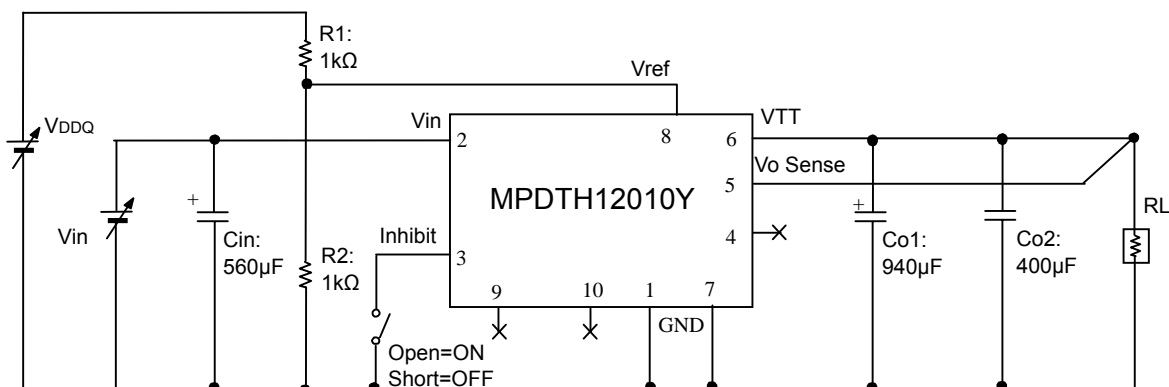 R1:
1kΩ
Vref
VDDQ
Vin
2
8
6
VTT
Vo Sense
5
MPDTH12010Y
4
Vin
+
Cin:
560µF
R2:
1kΩ
Inhibit
3
9
10
1
7
GND
+
Co1:
940µF
Co2:
400µF
RL
Open=ON
Short=OFF